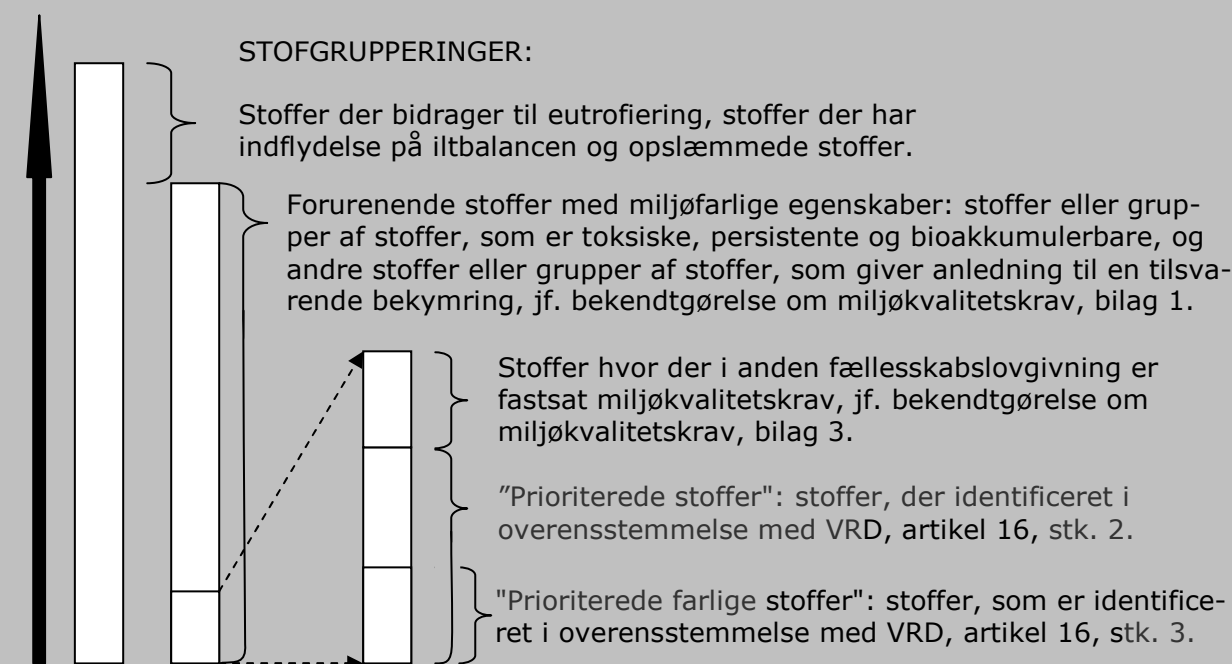 STOFGRUPPERINGER:
Stoffer der bidrager til eutrofiering, stoffer der har
indflydelse på iltbalancen og opslæmmede stoffer.
Forurenende stoffer med miljøfarlige egenskaber: stoffer eller grup-
per af stoffer, som er toksiske, persistente og bioakkumulerbare, og
andre stoffer eller grupper af stoffer, som giver anledning til en tilsva-
rende bekymring, jf. bekendtgørelse om miljøkvalitetskrav, bilag 1.
Stoffer hvor der i anden fællesskabslovgivning er
fastsat miljøkvalitetskrav, jf. bekendtgørelse om
miljøkvalitetskrav, bilag 3.
”Prioriterede stoffer": stoffer, der identificeret i
overensstemmelse med VRD, artikel 16, stk. 2.
"Prioriterede farlige stoffer": stoffer, som er identifice-
ret i overensstemmelse med VRD, artikel 16, stk. 3.